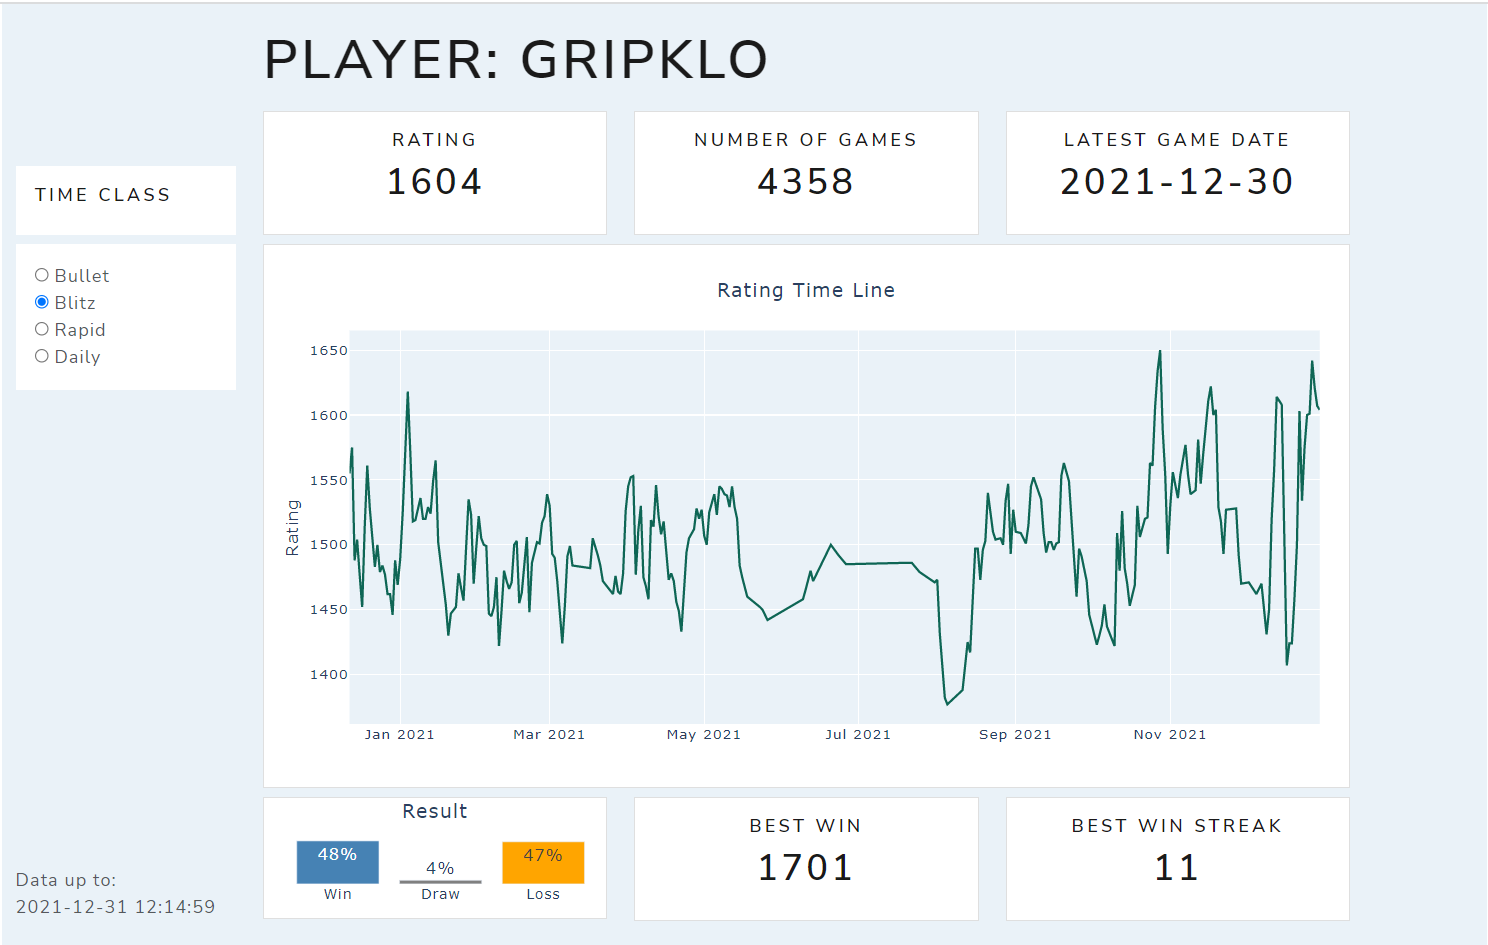 PLAYER: GRIPKLO
RATING
1604
NUMBER OF GAMES
4358
LATEST GAME DATE
2021-12-30
TIME CLASS
Bullet
Blitz
Rapid
Daily
Rating Time Line
Rating
1650
1600
1550
1500
1450
1400
Jan 2021
Mar 2021
May 2021
Jul 2021
Sep 2021
Nov 2021
Result
48%
4%
47%
Win
Draw
Loss
BEST WIN
1701
BEST WIN STREAK
11
Data up to:
2021-12-31 12:14:59